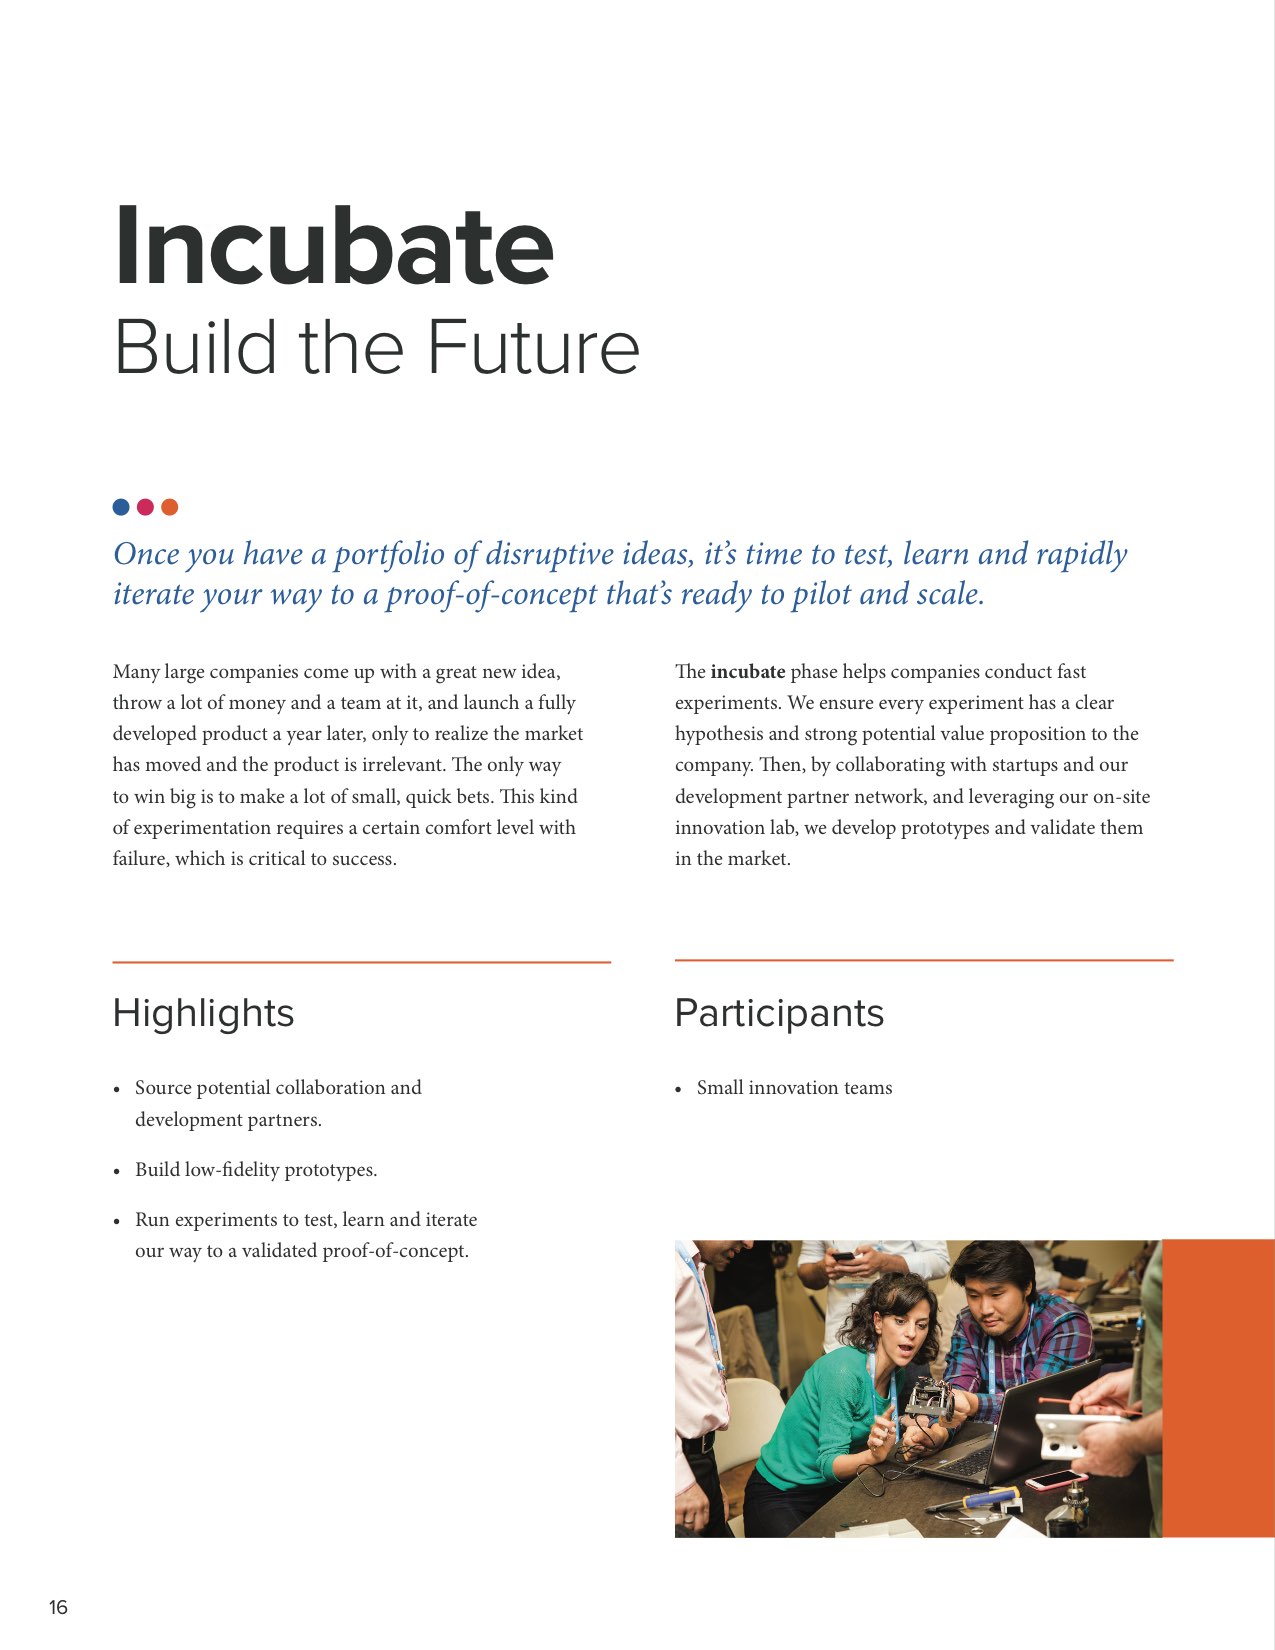 Incubate
Build the Future
Once you have a portfolio of disruptive ideas, it’s time to test, learn and rapidly
iterate your way to a proof-of-concept that’s ready to pilot and scale.
Many large companies come up with a great new idea,
throw a lot of money and a team at it, and launch a fully
developed product a year later, only to realize the market
has moved and the product is irrelevant. The only way
to win big is to make a lot of small, quick bets. This kind
of experimentation requires a certain comfort level with
failure, which is critical to success.
The incubate phase helps companies conduct fast
experiments. We ensure every experiment has a clear
hypothesis and strong potential value proposition to the
company. Then, by collaborating with startups and our
development partner network, and leveraging our on-site
innovation lab, we develop prototypes and validate them
in the market.
Highlights
• Source potential collaboration and
development partners.
• Build low-fidelity prototypes.
• Run experiments to test, learn and iterate
our way to a validated proof-of-concept.
Participants
• Small innovation teams
16